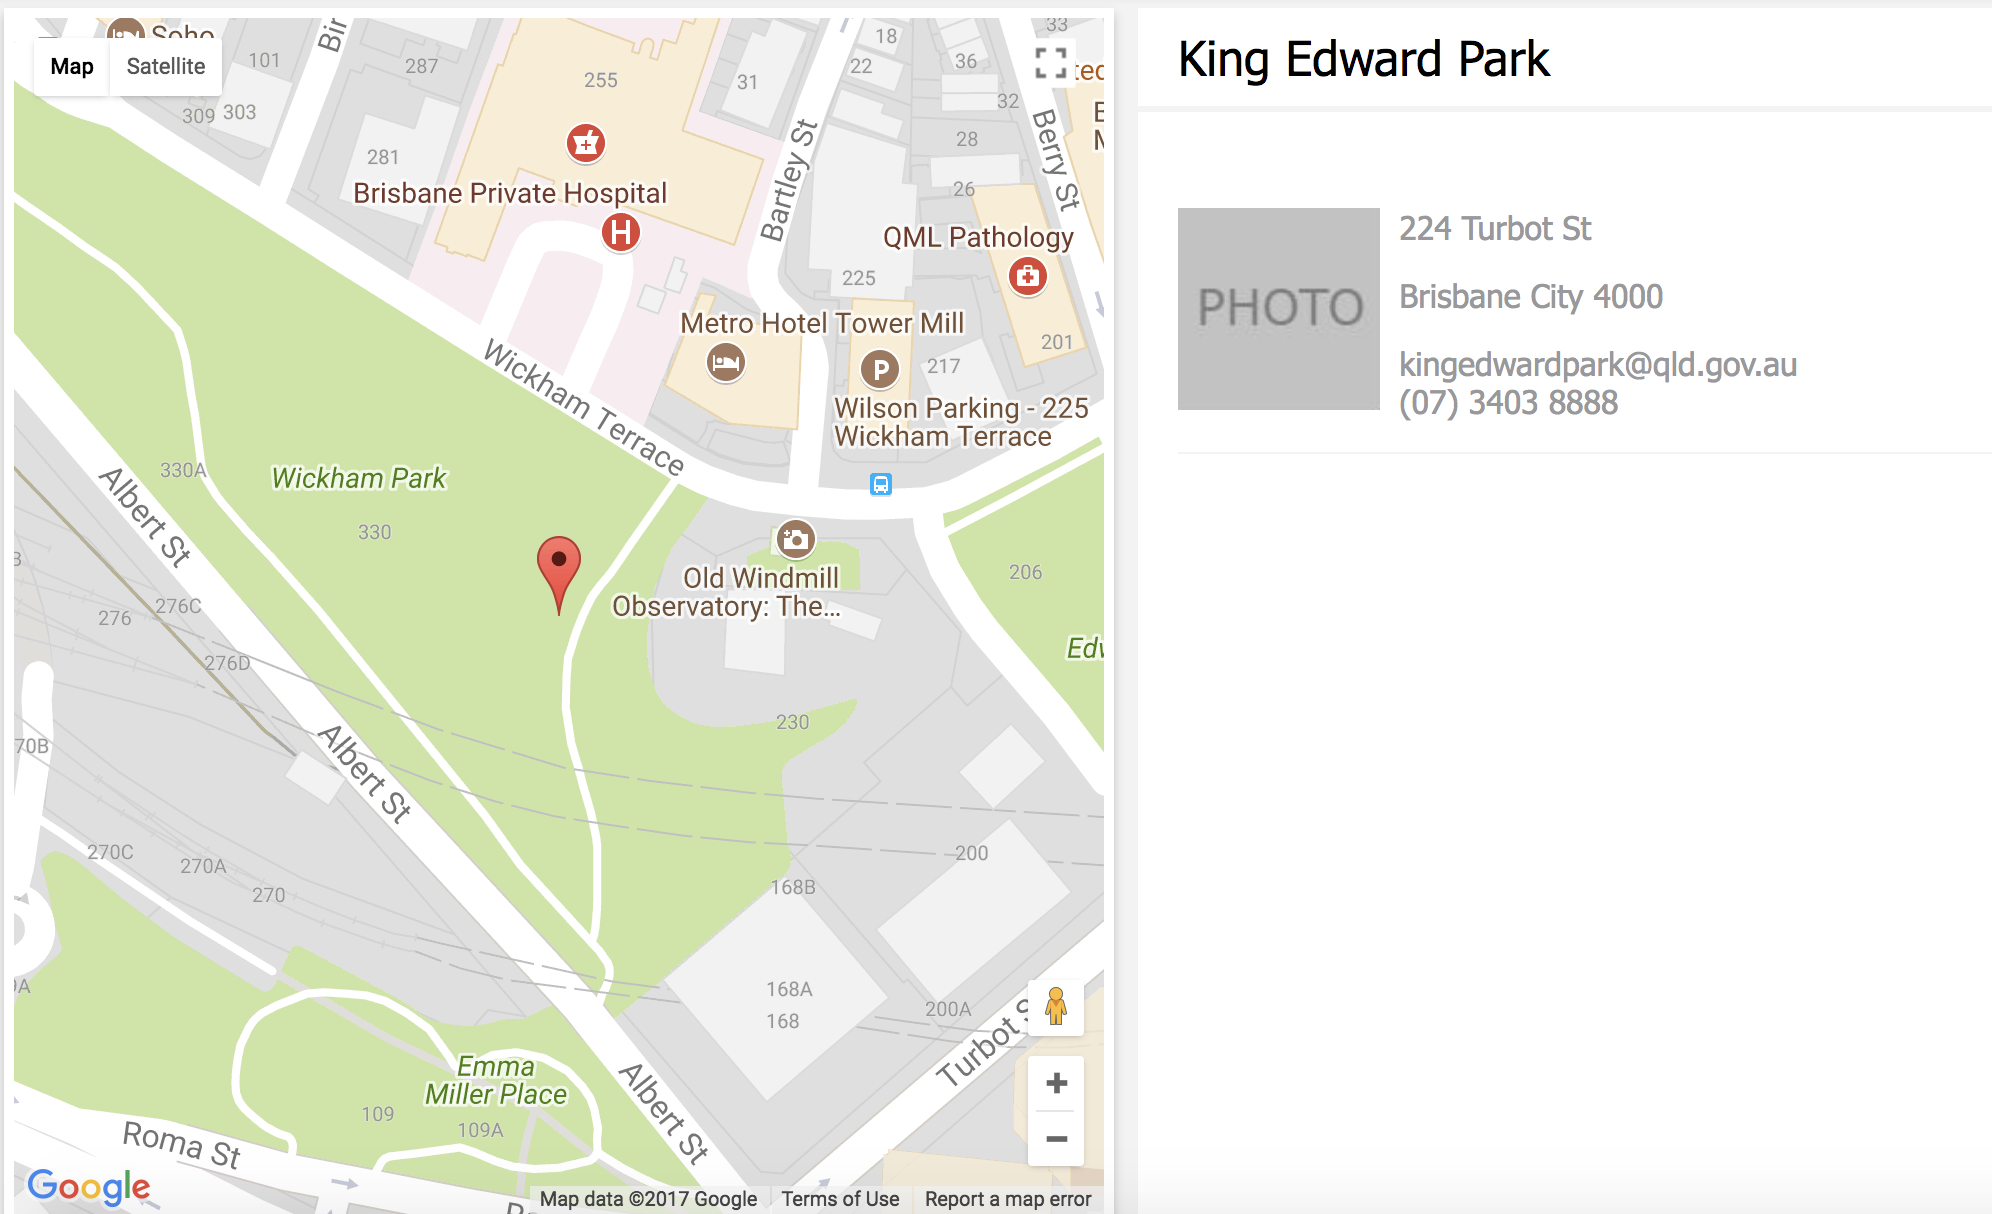 Soho
Map
Satellite
101
287
309
303
281
255
Brisbane Private Hospital
H
31
Bartley St
18
22
36
33
32
28
26
Berry St
QML Pathology
225
201
Metro Hotel Tower Mill
P
217
Wilson Parking - 225
Wickham Terrace
Wickham Terrace
330A
Wickham Park
330
Albert St
Old Windmill
Observatory: The...
206
276
276C
276D
230
70B
Albert St
200
270C
270A
270
168B
168A
168
200A
Turbot S
Emma
Miller Place
109
109A
Albert St
Roma St
Google
Map data ©2017 Google
Terms of Use
Report a map error
King Edward Park
PHOTO
224 Turbot St
Brisbane City 4000
kingedwardpark@qld.gov.au
(07) 3403 8888